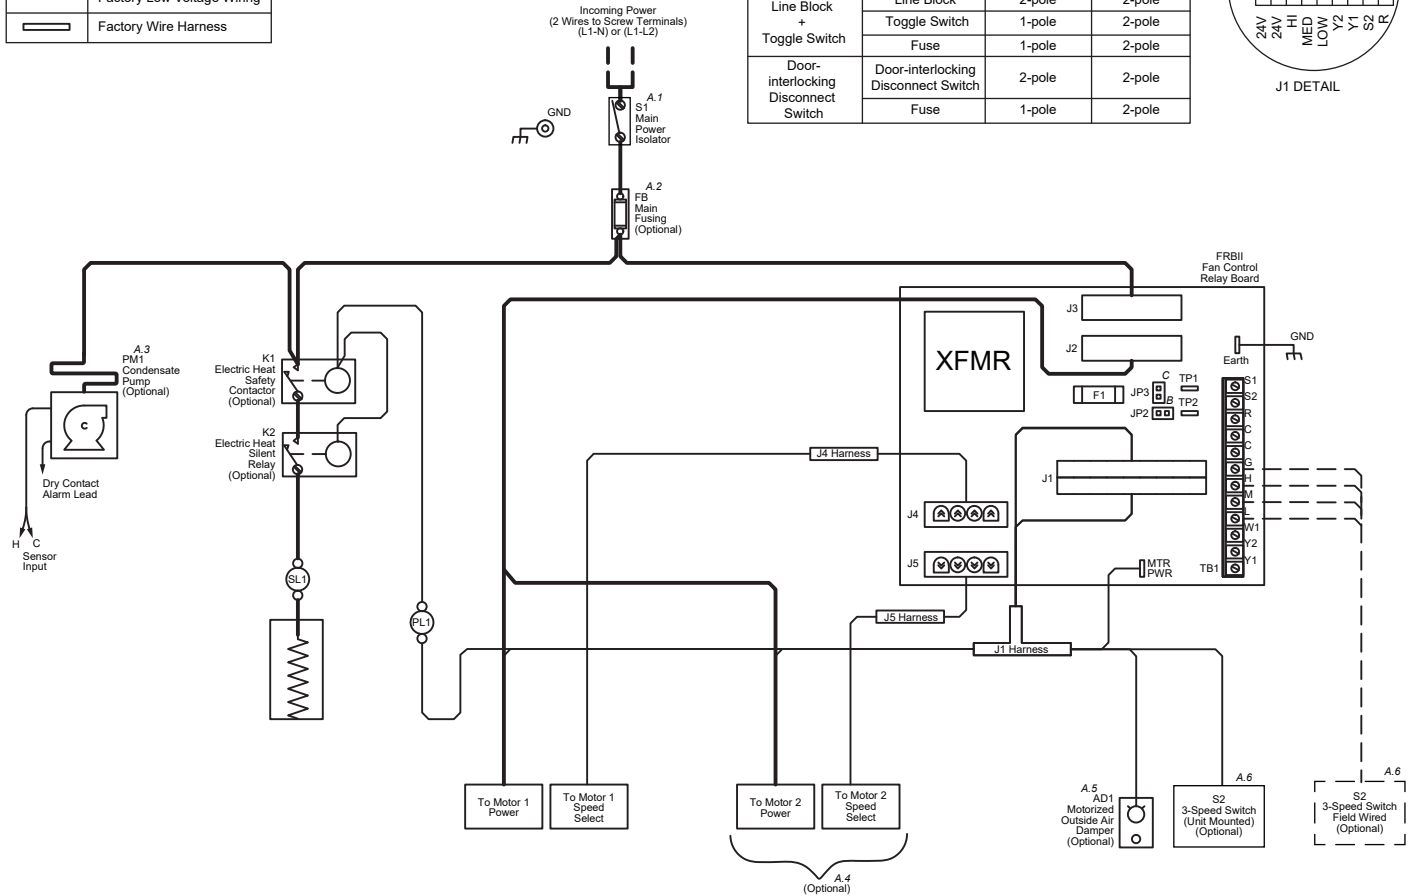 Factory Low Voltage Wiring
Factory Wire Harness
Incoming Power
(2 Wires to Screw Terminals)
(L1-N) or (L1-L2)
Line Block
+
Toggle Switch
Line Block
2-pole
2-pole
Toggle Switch
1-pole
2-pole
Fuse
1-pole
2-pole
Door-
interlocking
Disconnect
Switch
Door-interlocking
Disconnect Switch
2-pole
2-pole
Fuse
1-pole
2-pole
24V
24V
HI
MED
LOW
Y2
Y1
S2
R
J1 DETAIL
GND
A.1
S1
Main
Power
Isolator
A.2
FB
Main
Fusing
(Optional)
FRBII
Fan Control
Relay Board
J3
J2
XFMR
GND
Earth
F1
JP3
C
TP1
JP2
B
TP2
S1
S2
R
C
C
G
H
M
L
W1
Y2
Y1
TB1
J1
A.3
PM1
Condensate
Pump
(Optional)
C
Dry Contact
Alarm Lead
H
C
Sensor
Input
K1
Electric Heat
Safety
Contactor
(Optional)
K2
Electric Heat
Silent
Relay
(Optional)
SL1
PL1
J4 Harness
J4
J5
MTR
PWR
J5 Harness
J1 Harness
To Motor 1
Power
To Motor 1
Speed
Select
To Motor 2
Power
To Motor 2
Speed
Select
A.4
(Optional)
A.5
AD1
Motorized
Outside Air
Damper
(Optional)
A.6
S2
3-Speed Switch
(Unit Mounted)
(Optional)
A.6
S2
3-Speed Switch
Field Wired
(Optional)